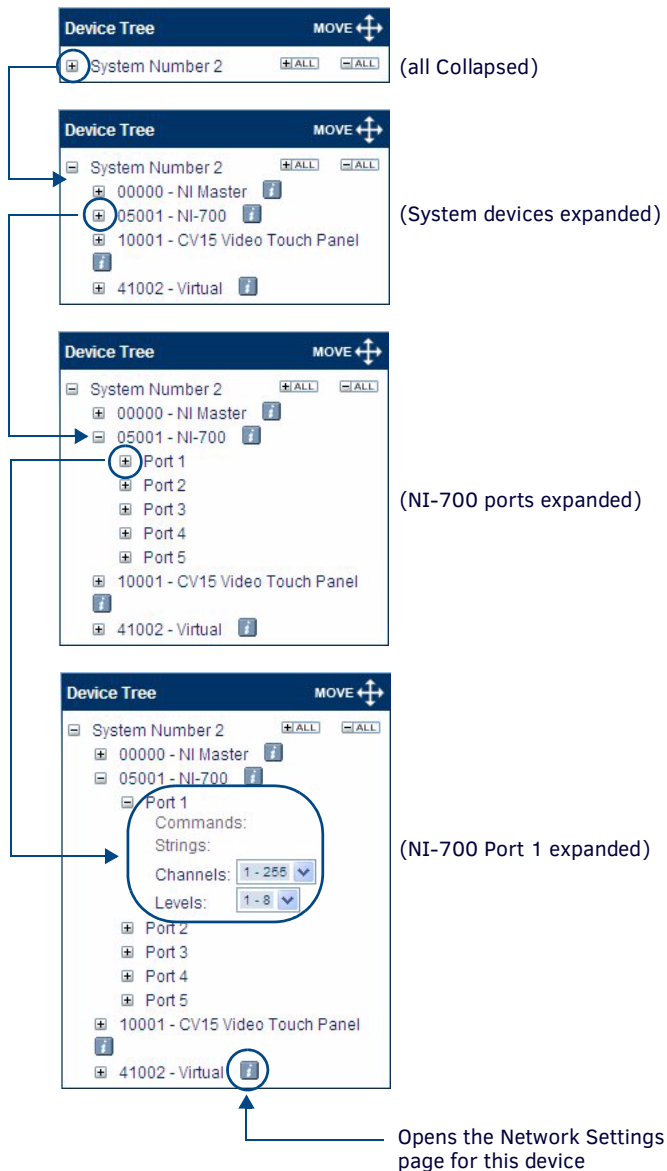 Device Tree MOVE
System Number 2 +ALL -ALL (all Collapsed)
Device Tree MOVE
System Number 2 +ALL -ALL
00000 - NI Master i
05001 - NI-700 i (System devices expanded)
10001 - CV15 Video Touch Panel
i
41002 - Virtual i
Device Tree MOVE
System Number 2 +ALL -ALL
00000 - NI Master i
05001 - NI-700 i
Port 1
Port 2
Port 3 (NI-700 ports expanded)
Port 4
Port 5
10001 - CV15 Video Touch Panel
i
41002 - Virtual i
Device Tree MOVE
System Number 2 +ALL -ALL
00000 - NI Master i
05001 - NI-700 i
Port 1
Commands:
Strings: (NI-700 Port 1 expanded)
Channels: 1 - 255
Levels: 1 - 8
Port 2
Port 3
Port 4
Port 5
10001 - CV15 Video Touch Panel
i
41002 - Virtual i
Opens the Network Settings
page for this device